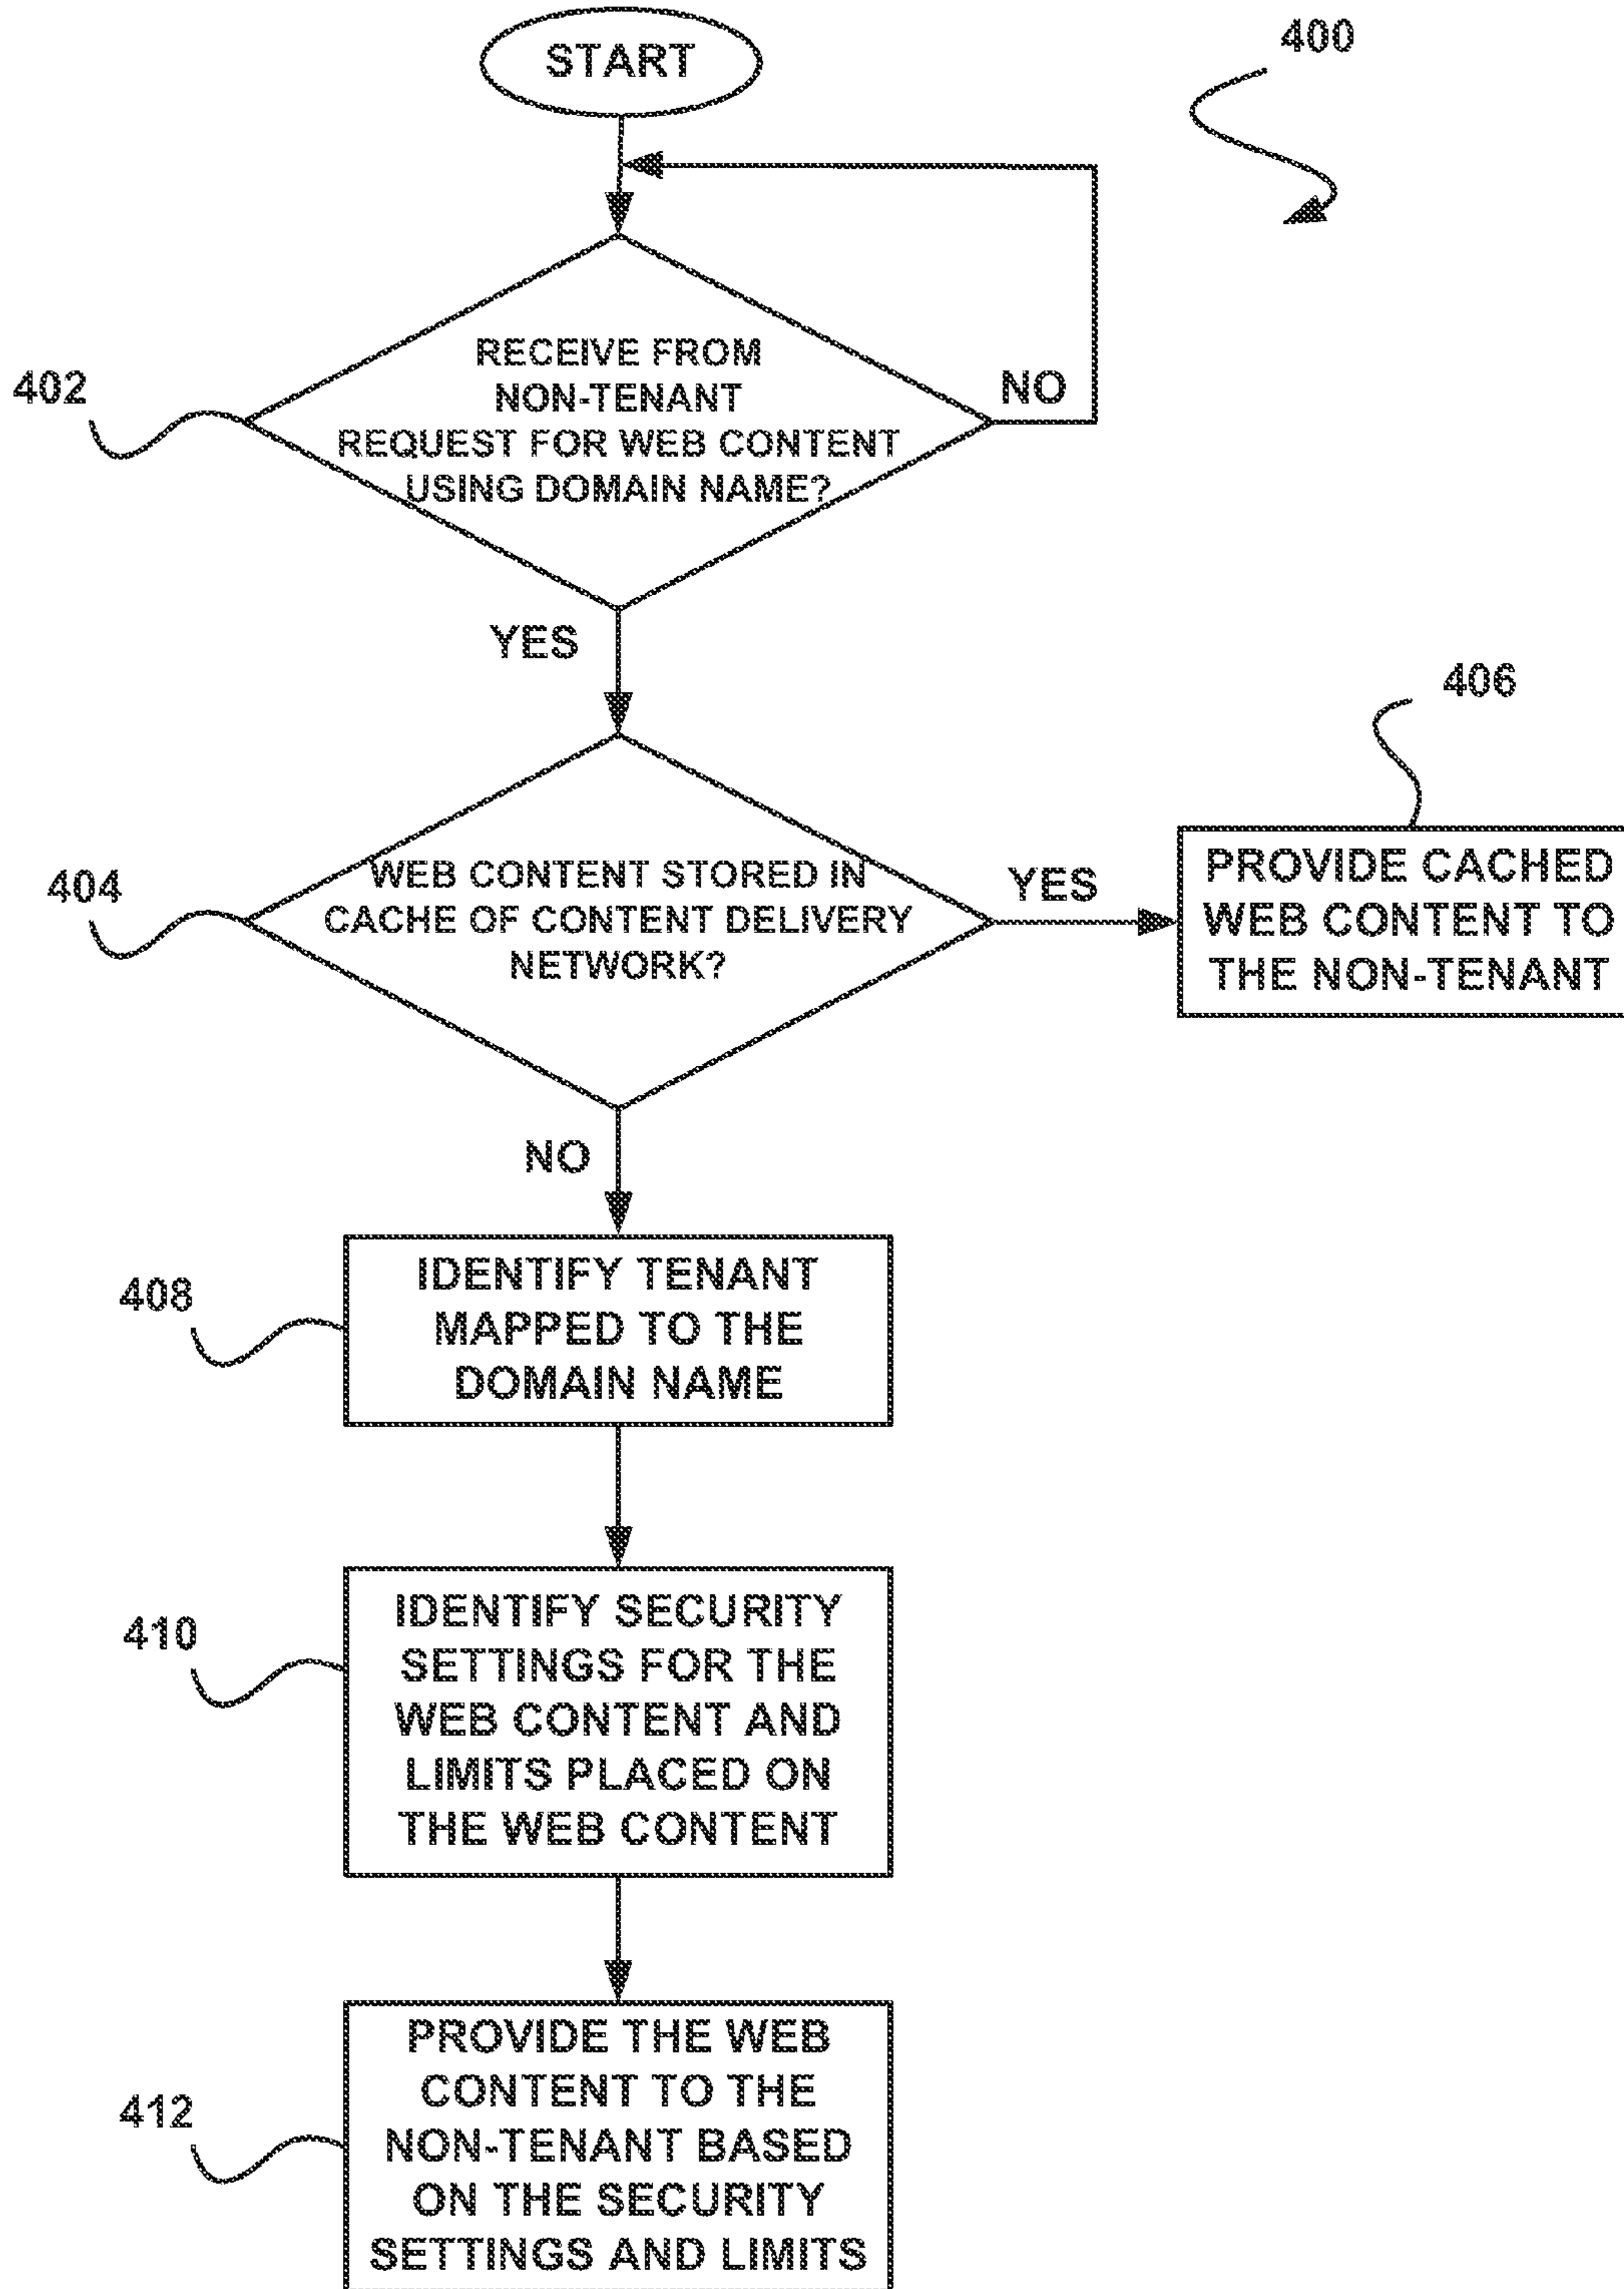 START
400
RECEIVE FROM
NON-TENANT
REQUEST FOR WEB CONTENT
USING DOMAIN NAME?
402
NO
YES
406
404
WEB CONTENT STORED IN
CACHE OF CONTENT DELIVERY
NETWORK?
YES
PROVIDE CACHED
WEB CONTENT TO
THE NON-TENANT
NO
408
IDENTIFY TENANT
MAPPED TO THE
DOMAIN NAME
410
IDENTIFY SECURITY
SETTINGS FOR THE
WEB CONTENT AND
LIMITS PLACED ON
THE WEB CONTENT
412
PROVIDE THE WEB
CONTENT TO THE
NON-TENANT BASED
ON THE SECURITY
SETTINGS AND LIMITS